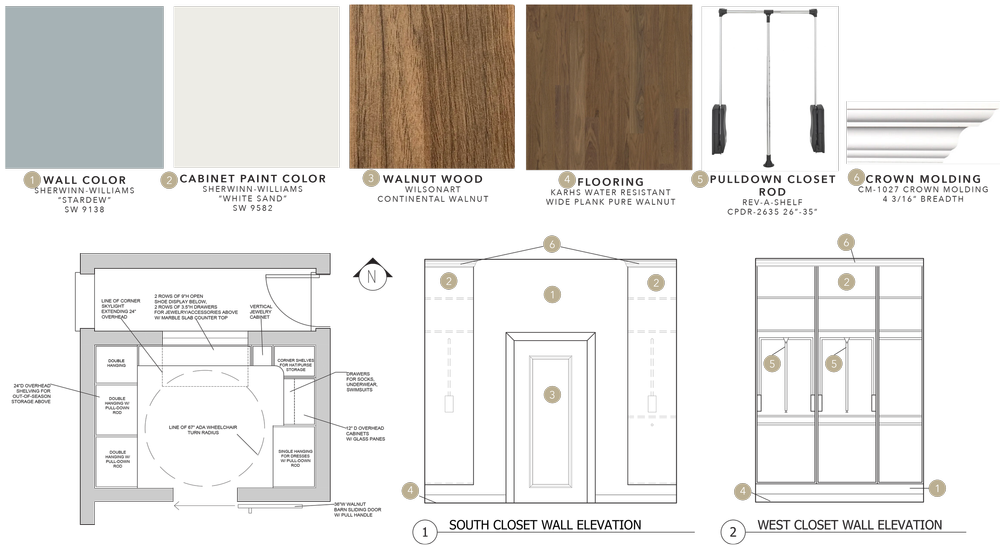 1 WALL COLOR
SHERWINN-WILLIAMS
"STARDEW"
SW 9138
2 CABINET PAINT COLOR
SHERWINN-WILLIAMS
"WHITE SAND"
SW 9582
3 WALNUT WOOD
WILSONART
CONTINENTAL WALNUT
4 FLOORING
KARHS WATER RESISTANT
WIDE PLANK PURE WALNUT
5 PULLDOWN CLOSET
ROD
REV-A-SHELF
CPDR-2635 26"-35"
6 CROWN MOLDING
CM-1027 CROWN MOLDING
4 3/16" BREADTH
N
LINE OF CORNER
SKYLIGHT
EXTENDING 24"
OVERHEAD
2 ROWS OF 9"H OPEN
SHOE DISPLAY BELOW,
2 ROWS OF 3.5"H DRAWERS
FOR JEWELRY/ACCESSORIES ABOVE
W/ MARBLE SLAB COUNTER TOP
VERTICAL
JEWELRY
CABINET
DOUBLE
HANGING
CORNER SHELVES
FOR HAT/PURSE
STORAGE
24"D OVERHEAD
SHELVING FOR
OUT-OF-SEASON
STORAGE ABOVE
DOUBLE
HANGING W/
PULL-DOWN
ROD
DRAWERS
FOR SOCKS,
UNDERWEAR,
SWIMSUITS
LINE OF 67" ADA WHEELCHAIR
TURN RADIUS
12" D OVERHEAD
CABINETS
W/ GLASS PANES
DOUBLE
HANGING W/
PULL-DOWN
ROD
SINGLE HANGING
FOR DRESSES
W/ PULL-DOWN
ROD
36"W WALNUT
BARN SLIDING DOOR
W/ PULL HANDLE
6
2
2
1
3
4
1 SOUTH CLOSET WALL ELEVATION
6
2
5
5
1
4
2 WEST CLOSET WALL ELEVATION